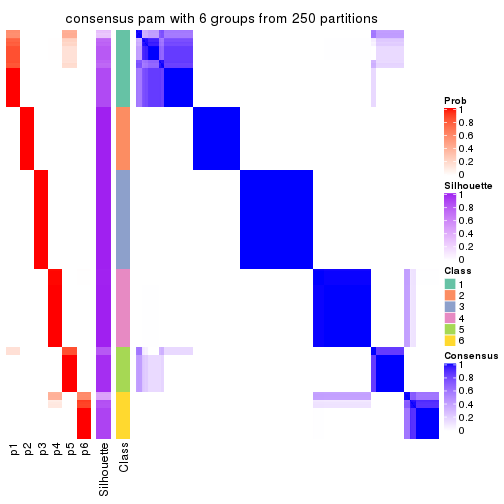 consensus pam with 6 groups from 250 partitions
Prob
1
0.8
0.6
0.4
0.2
0
Silhouette
1
0.8
0.6
0.4
0.2
0
Class
1
2
3
4
5
6
Consensus
1
0.8
0.6
0.4
0.2
0
p1
p2
p3
p4
p5
p6
Silhouette
Class